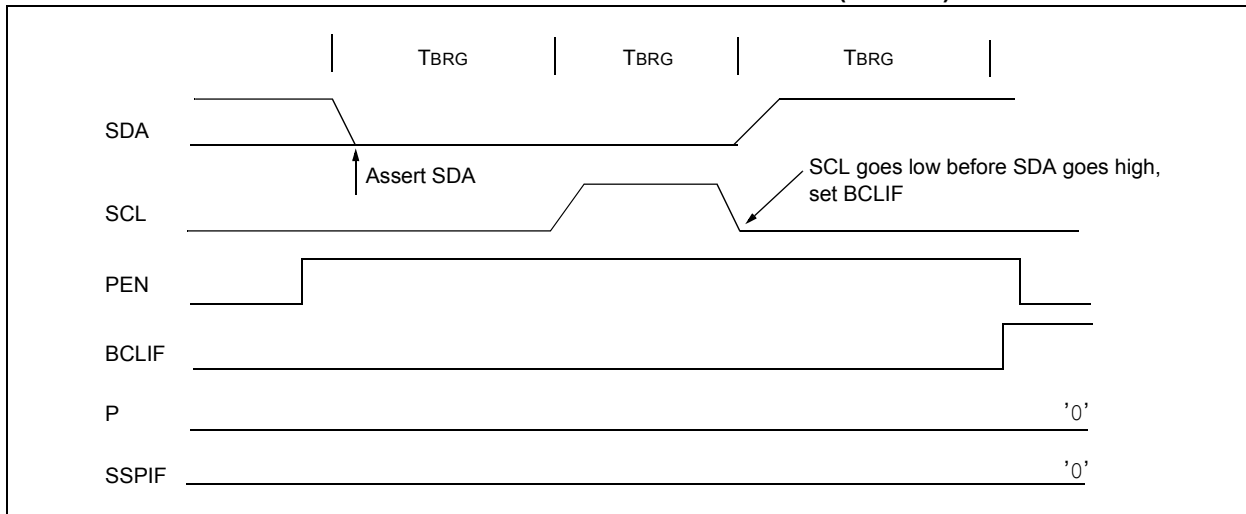 TBRG TBRG TBRG
SDA
Assert SDA
SCL goes low before SDA goes high,
set BCLIF
SCL
PEN
BCLIF
P '0'
SSPIF '0'